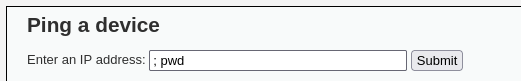 Ping a device
Enter an IP address: ; pwd Submit